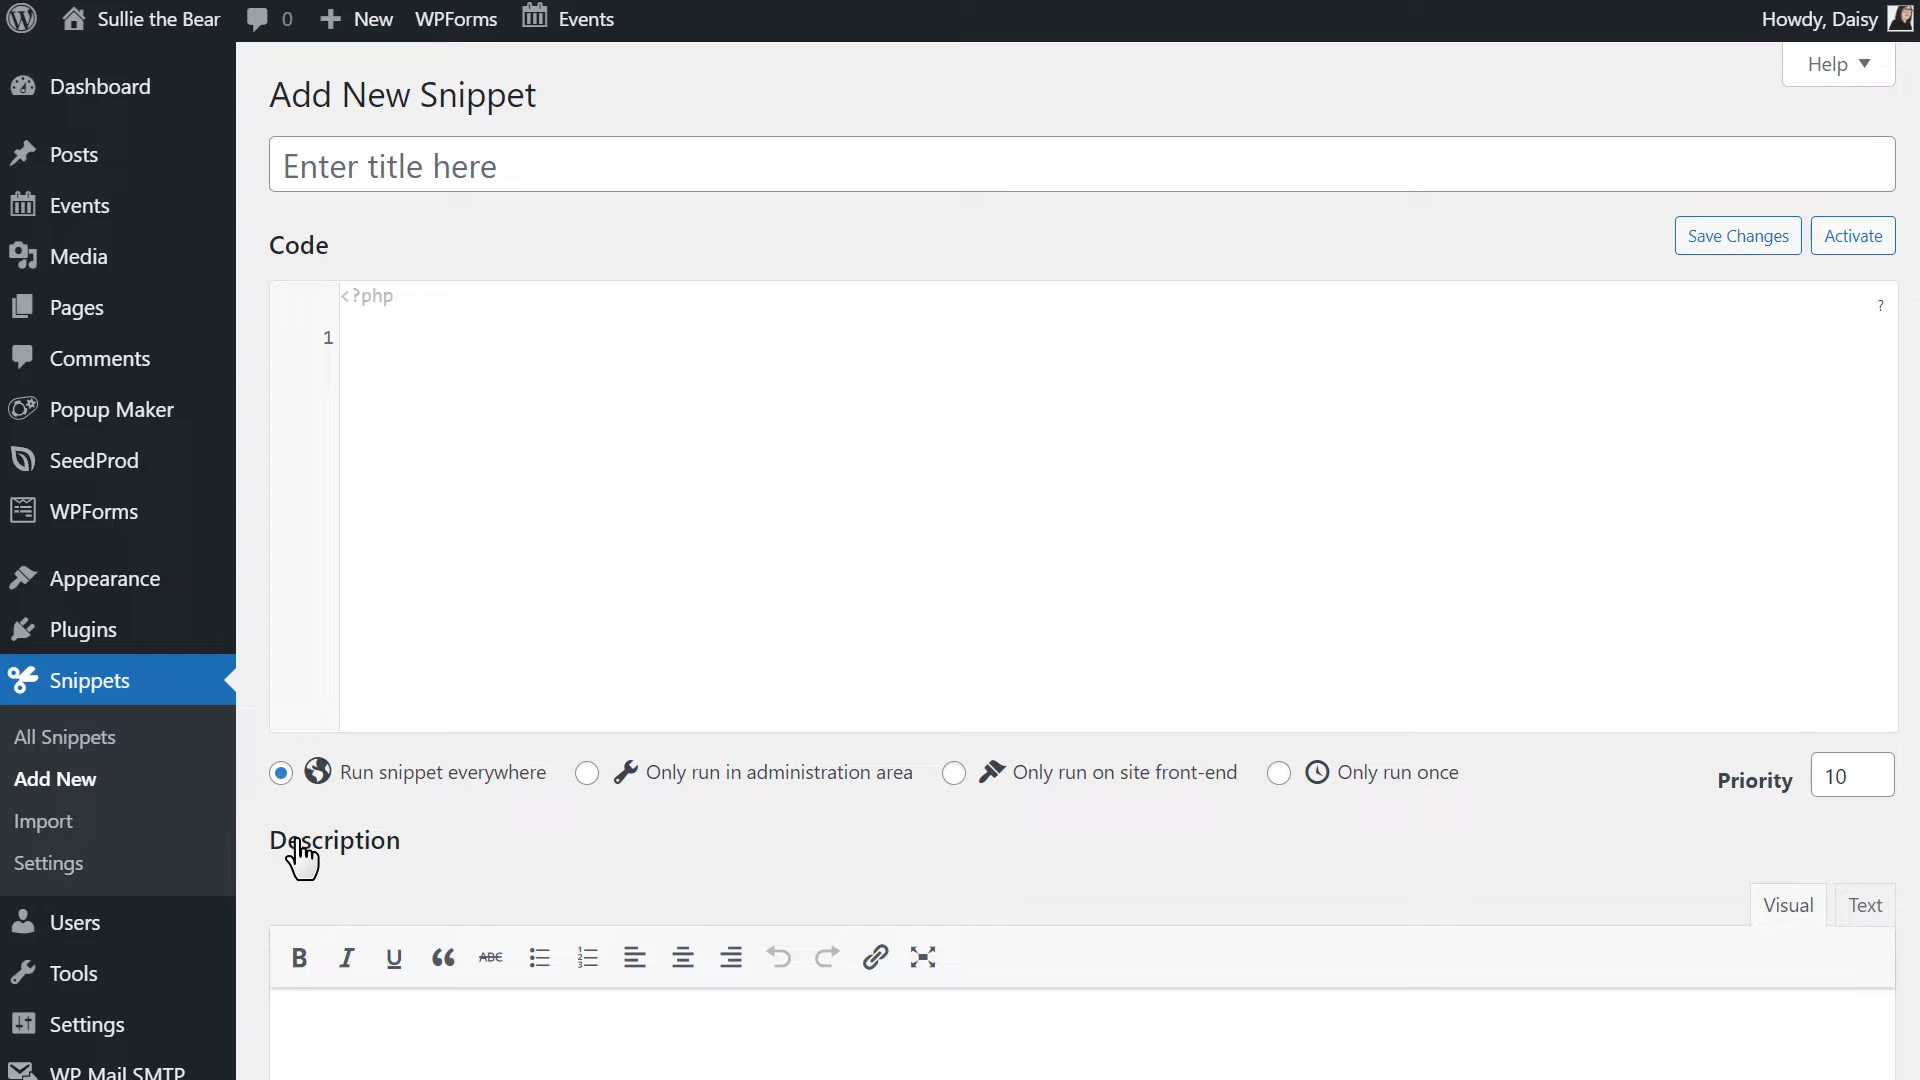 Sullie the Bear
0
New
WPForms
Events
Howdy, Daisy
Dashboard
Posts
Events
Media
Pages
Comments
Popup Maker
SeedProd
WPForms
Appearance
Plugins
Snippets
All Snippets
Add New
Import
Settings
Users
Tools
Settings
WP Mail SMTP
Help
Add New Snippet
Enter title here
Code
Save Changes
Activate
<?php
?
1
Run snippet everywhere
Only run in administration area
Only run on site front-end
Only run once
Priority
10
Description
Visual
Text
B I U ABC